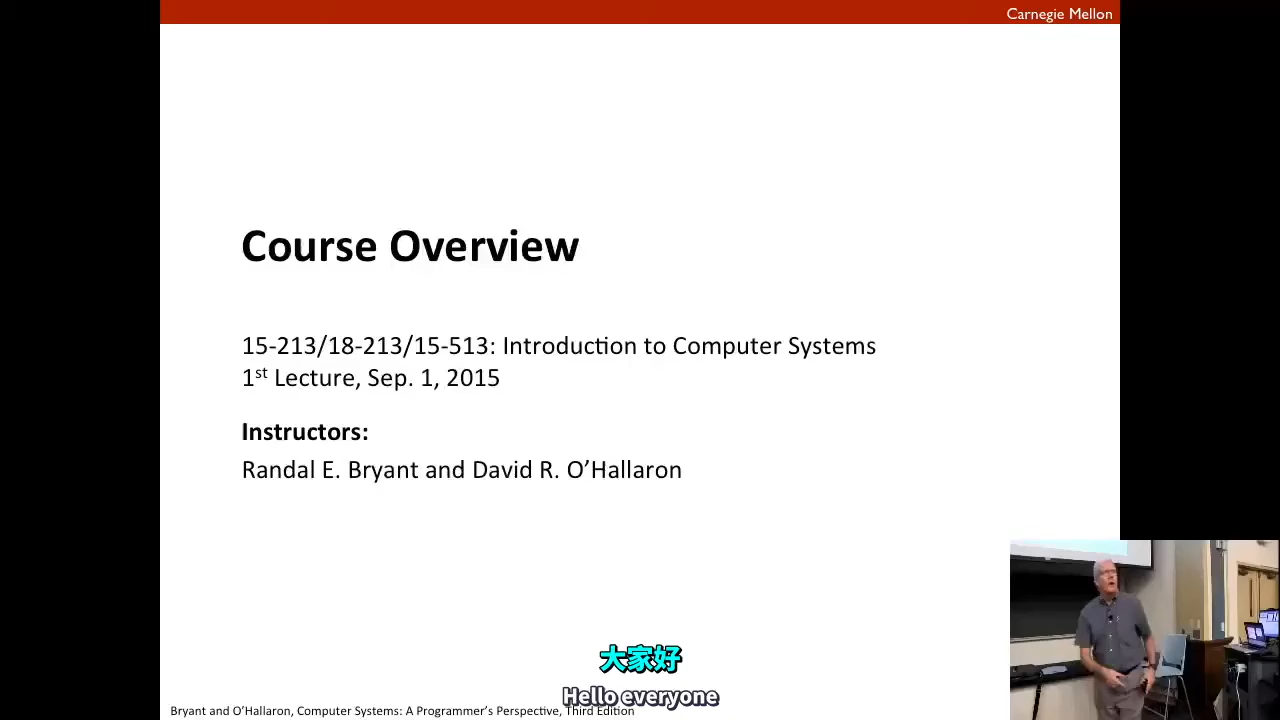 Carnegie Mellon
Course Overview
15-213/18-213/15-513: Introduction to Computer Systems
1st Lecture, Sep. 1, 2015
Instructors:
Randal E. Bryant and David R. O’Hallaron
大家好
Hello everyone
Bryant and O’Hallaron, Computer Systems: A Programmer’s Perspective, Third Edition